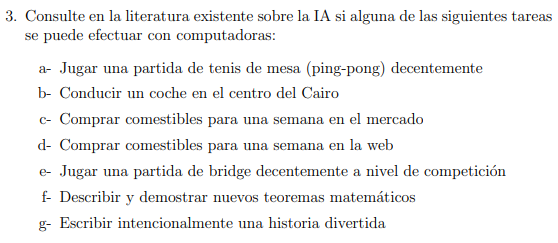 3. Consulte en la literatura existente sobre la IA si alguna de las siguientes tareas
se puede efectuar con computadoras:
a- Jugar una partida de tenis de mesa (ping-pong) decentemente
b- Conducir un coche en el centro del Cairo
c- Comprar comestibles para una semana en el mercado
d- Comprar comestibles para una semana en la web
e- Jugar una partida de bridge decentemente a nivel de competición
f- Describir y demostrar nuevos teoremas matemáticos
g- Escribir intencionalmente una historia divertida